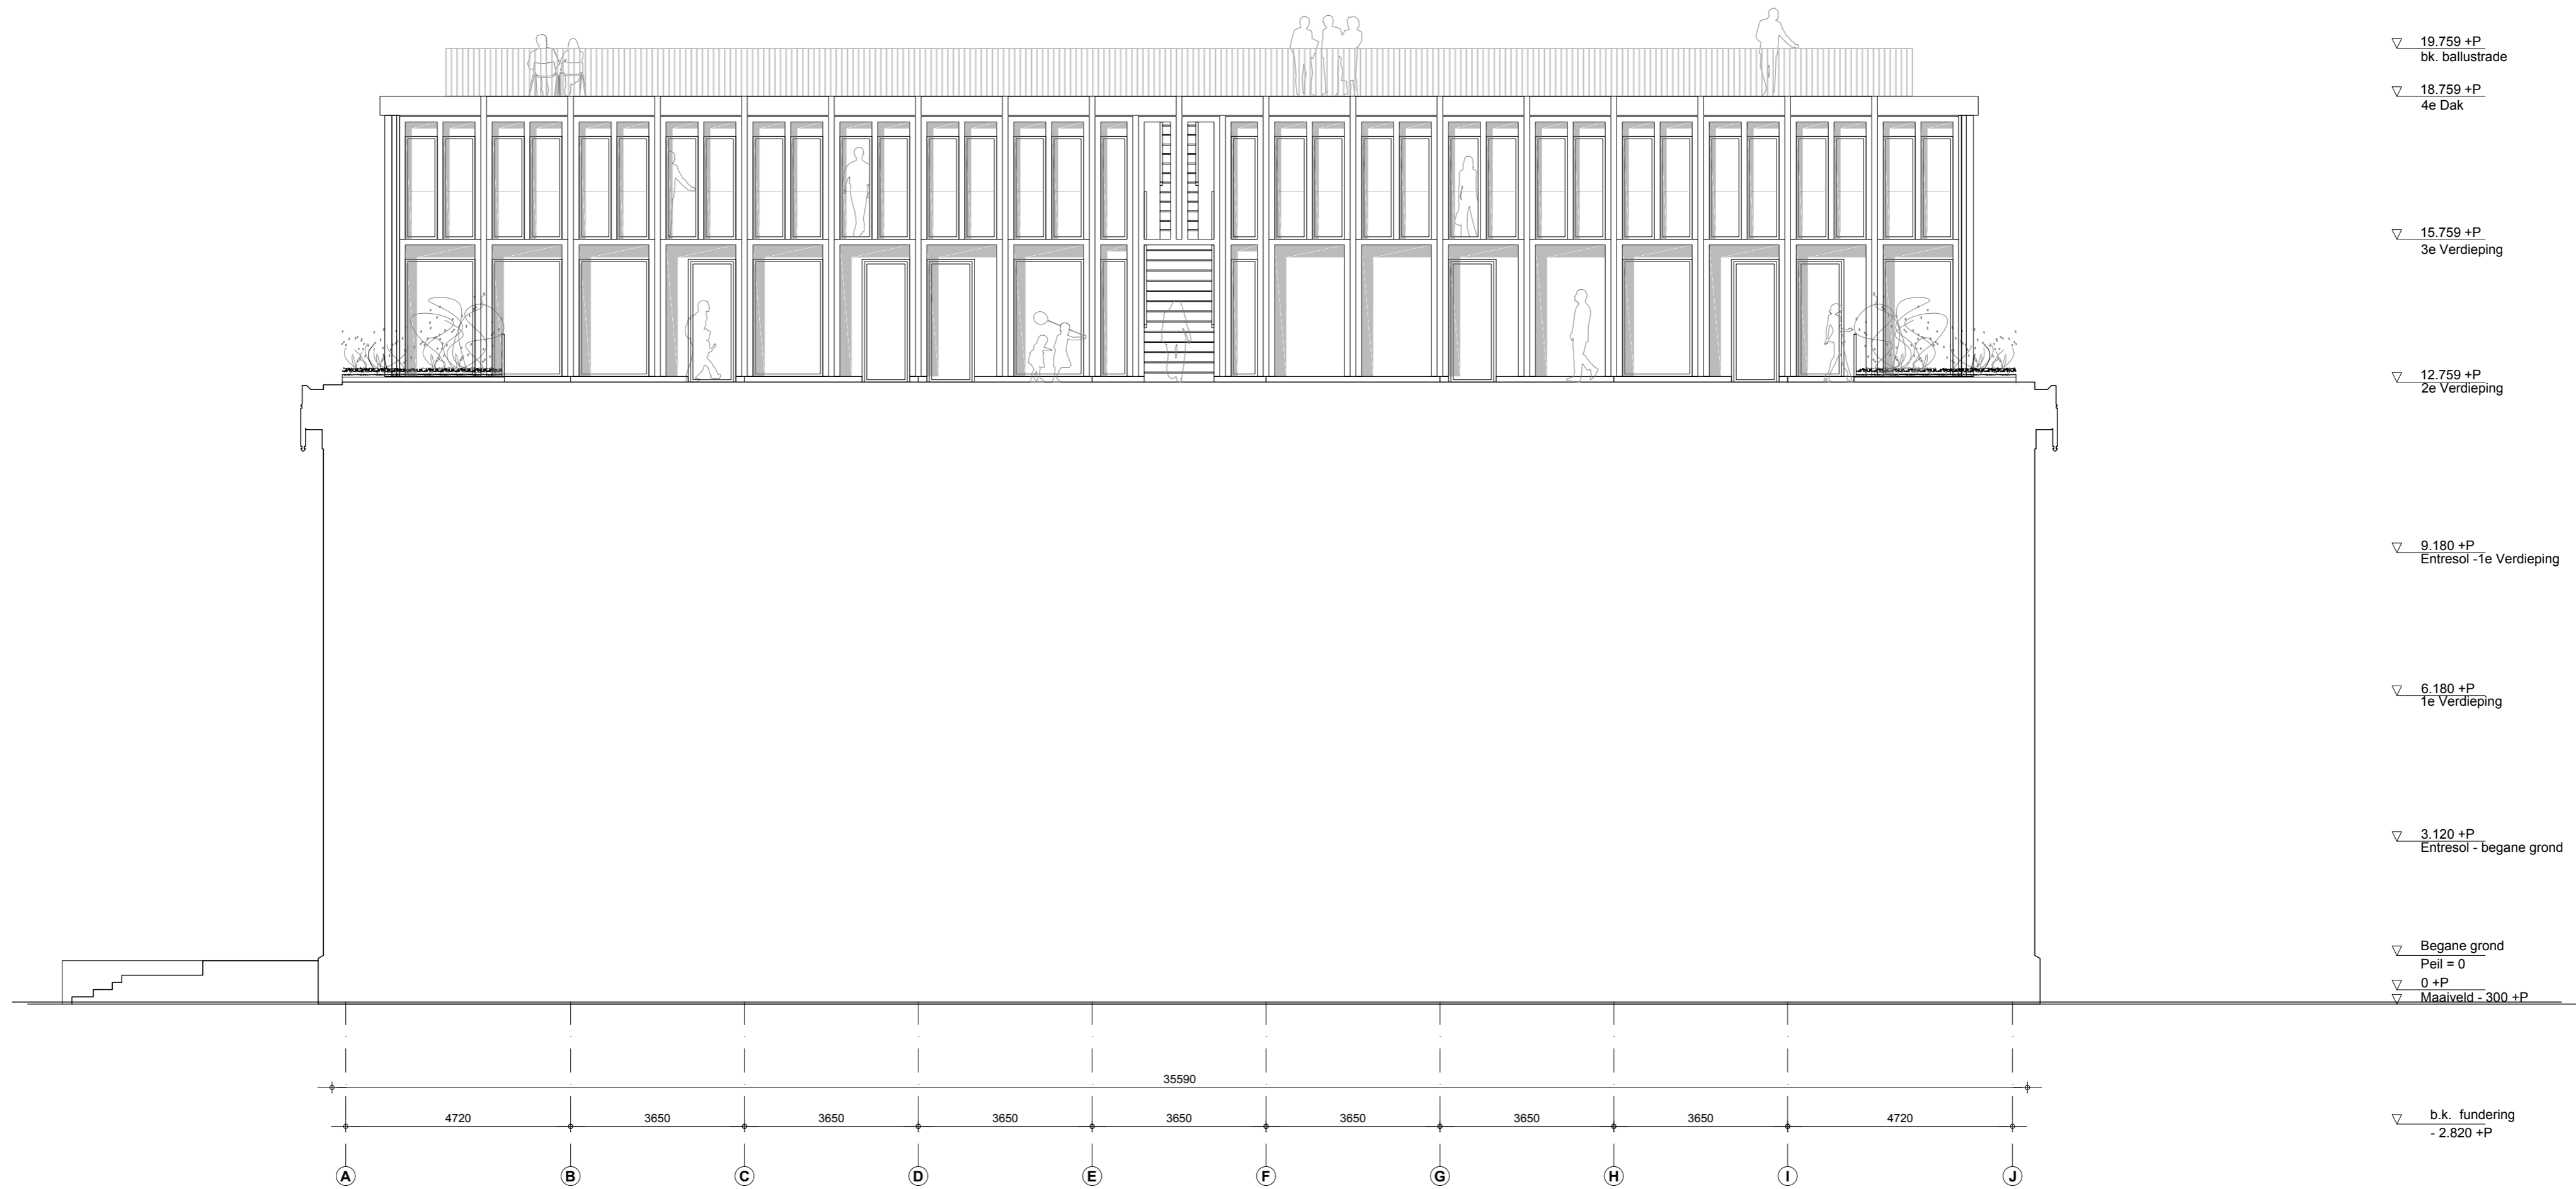 19.759 +P
bk. ballustrade
18.759 +P
4e Dak
15.759 +P
3e Verdieping
12.759 +P
2e Verdieping
9.180 +P
Entresol -1e Verdieping
6.180 +P
1e Verdieping
3.120 +P
Entresol - begane grond
Begane grond
Peil = 0
0 +P
Maaiveld - 300 +P
35590
4720 3650 3650 3650 3650 3650 3650 3650 4720
b.k. fundering
- 2.820 +P
A B C D E F G H I J